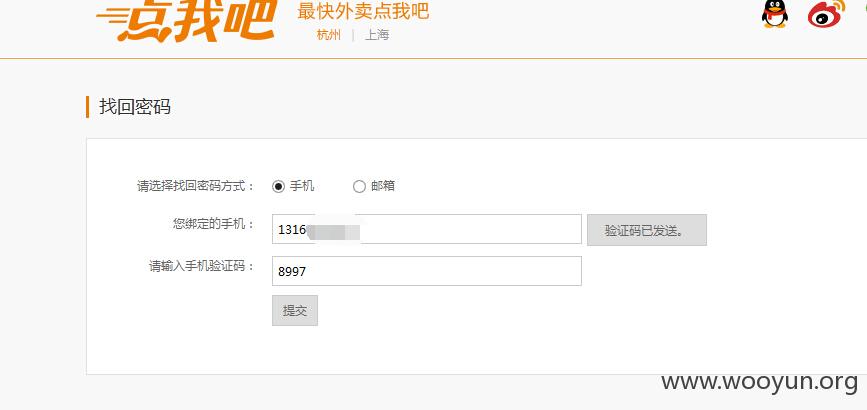 点我吧
最快外卖点我吧
杭州 | 上海
找回密码
请选择找回密码方式： 手机 邮箱
您绑定的手机： 1316 验证码已发送。
请输入手机验证码： 8997
提交
www.wooyun.org